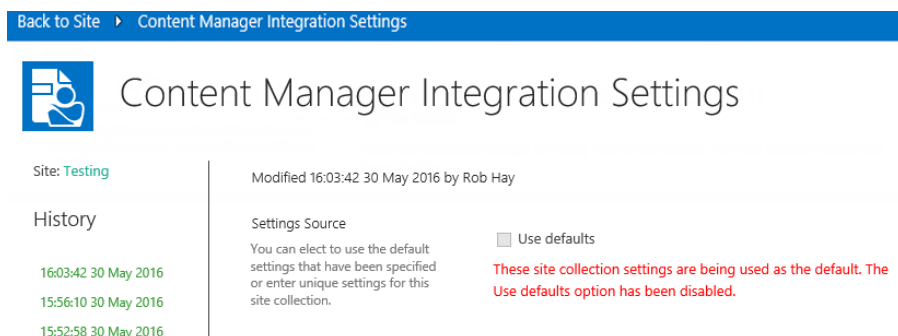 Back to Site ▸ Content Manager Integration Settings
Content Manager Integration Settings
Site: Testing
History
16:03:42 30 May 2016
15:56:10 30 May 2016
15:52:58 30 May 2016
Modified 16:03:42 30 May 2016 by Rob Hay
Settings Source
You can elect to use the default
settings that have been specified
or enter unique settings for this
site collection.
Use defaults
These site collection settings are being used as the default. The
Use defaults option has been disabled.